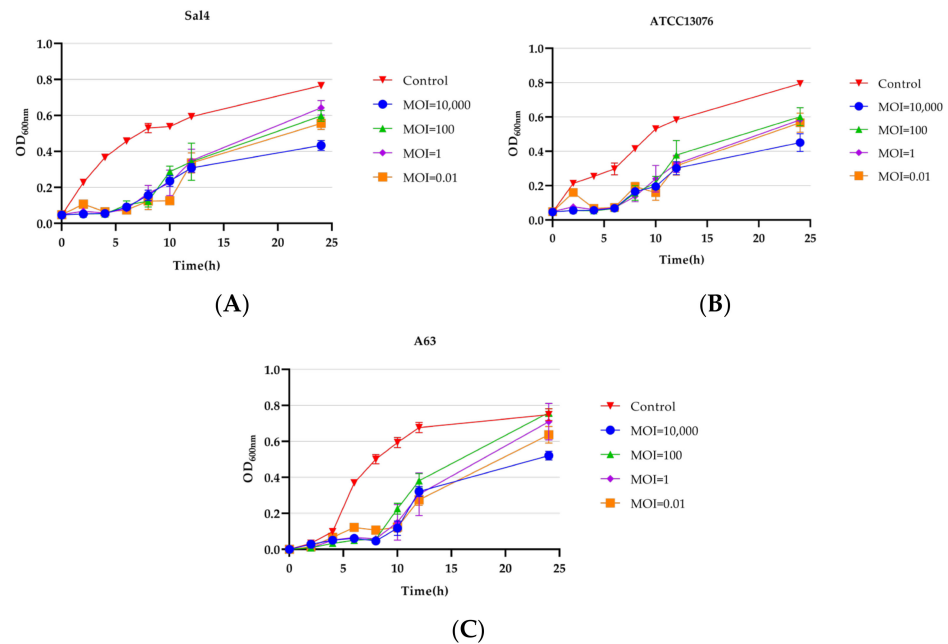 Sal4
1.0
0.8
0.6
0.4
0.2
0.0
OD600nm
0 5 10 15 20 25
Time(h)
Control
MOI=10,000
MOI=100
MOI=1
MOI=0.01
(A)
ATCC13076
1.0
0.8
0.6
0.4
0.2
0.0
OD600nm
0 5 10 15 20 25
Time(h)
Control
MOI=10,000
MOI=100
MOI=1
MOI=0.01
(B)
A63
1.0
0.8
0.6
0.4
0.2
0.0
OD600nm
0 5 10 15 20 25
Time(h)
Control
MOI=10,000
MOI=100
MOI=1
MOI=0.01
(C)